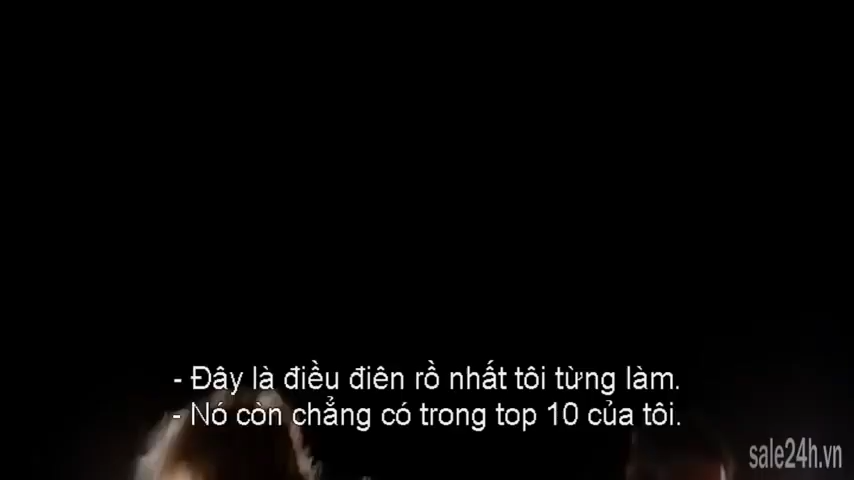 - Đây là điều điên rồ nhất tôi từng làm.
- Nó còn chẳng có trong top 10 của tôi.
sale24h.vn